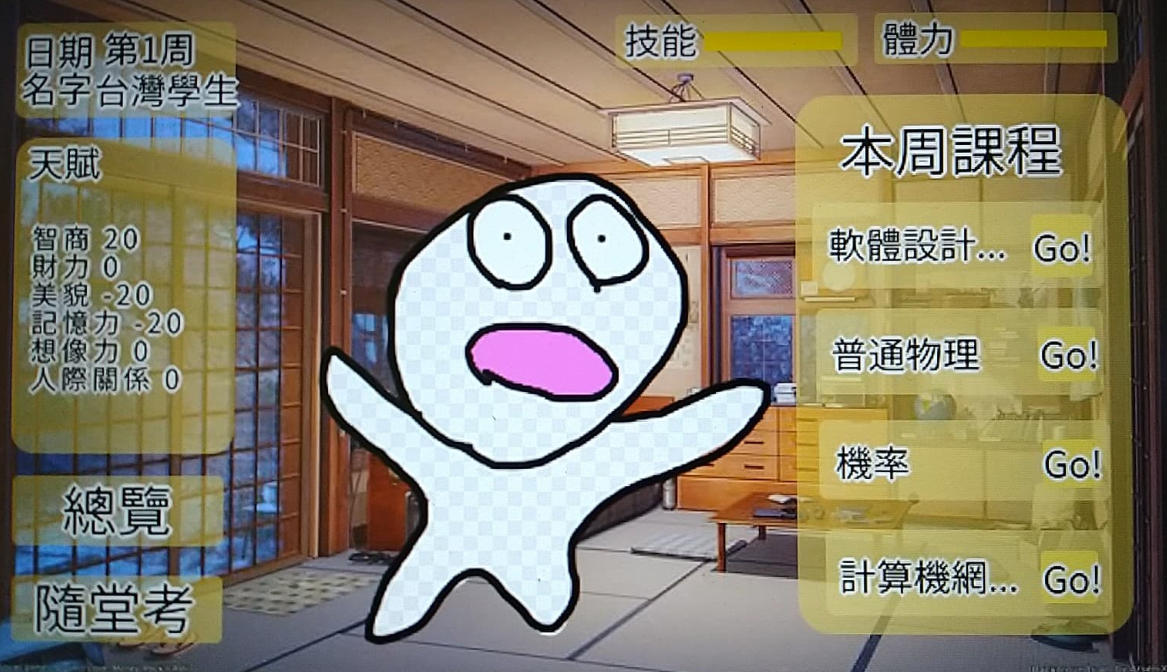 日期 第1周
名字台灣學生
技能
體力
天賦
智商 20
財力 0
美貌 -20
記憶力 -20
想像力 0
人際關係 0
總覽
隨堂考
本周課程
軟體設計... Go!
普通物理 Go!
機率 Go!
計算機網... Go!